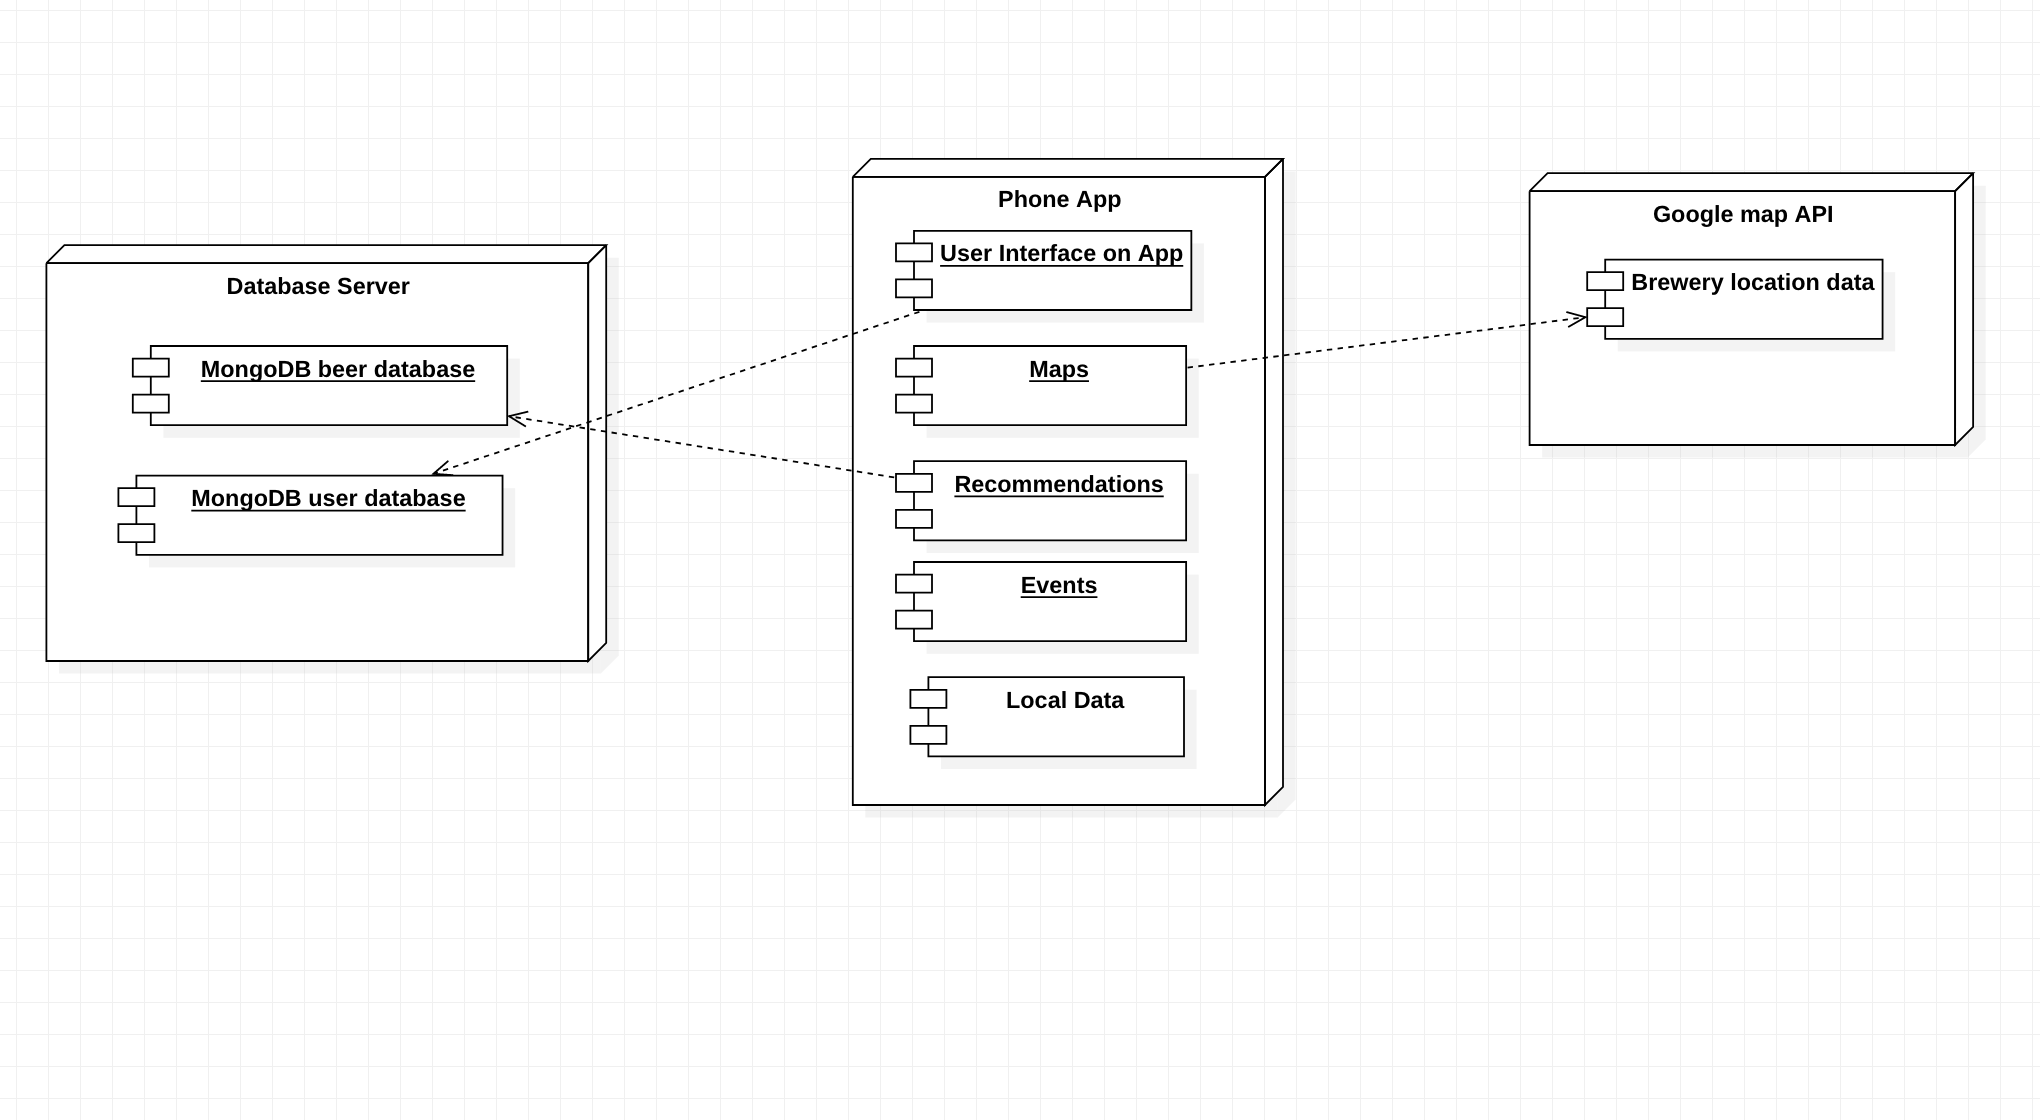 Database Server
MongoDB beer database
MongoDB user database
Phone App
User Interface on App
Maps
Recommendations
Events
Local Data
Google map API
Brewery location data